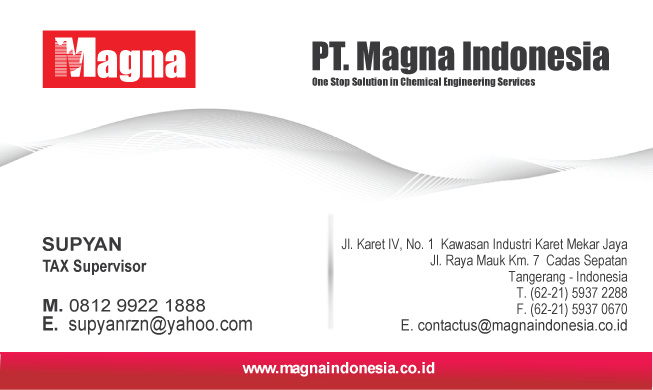 Magna
PT. Magna Indonesia
One Stop Solution in Chemical Engineering Services
SUPYAN
TAX Supervisor
M. 0812 9922 1888
E. supyanrzn@yahoo.com
Jl. Karet IV, No. 1 Kawasan Industri Karet Mekar Jaya
Jl. Raya Mauk Km. 7 Cadas Sepatan
Tangerang - Indonesia
T. (62-21) 5937 2288
F. (62-21) 5937 0670
E. contactus@magnaindonesia.co.id
www.magnaindonesia.co.id